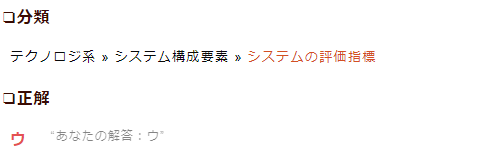 ❏分類
テクノロジ系 » システム構成要素 » システムの評価指標
❏正解
ウ “あなたの解答：ウ”